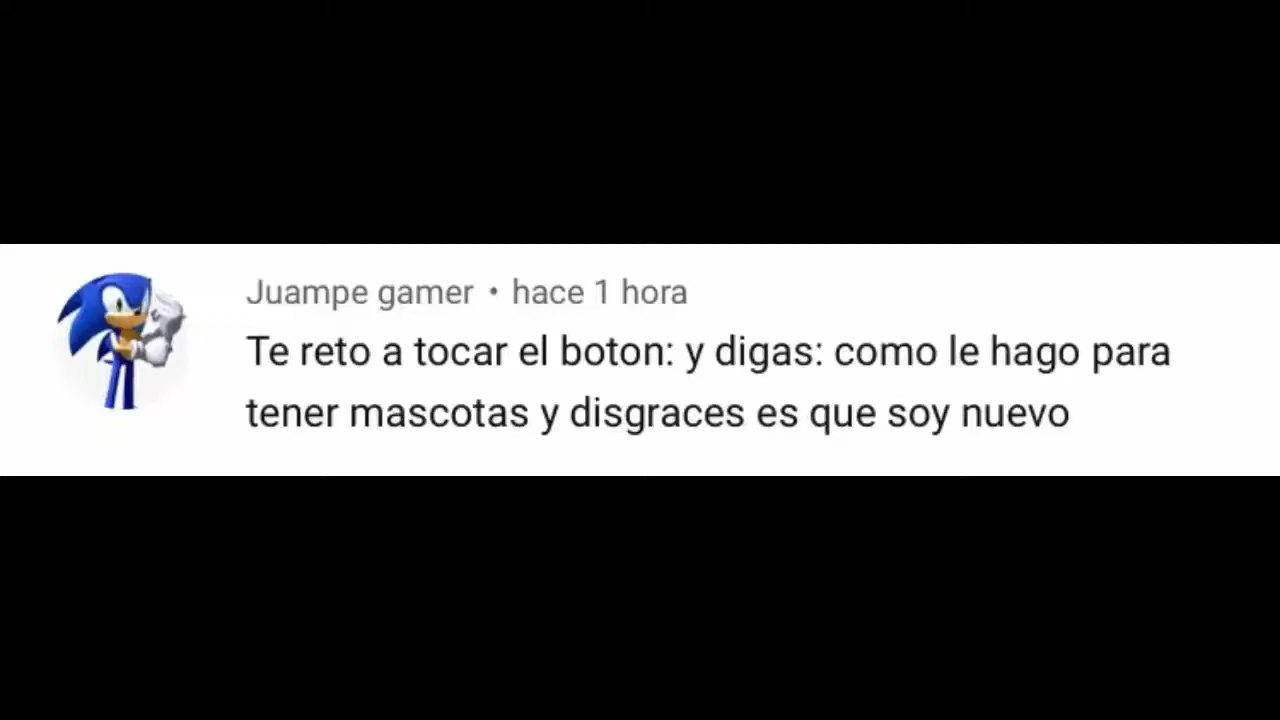 Juampe gamer • hace 1 hora
Te reto a tocar el boton: y digas: como le hago para
tener mascotas y disgraces es que soy nuevo